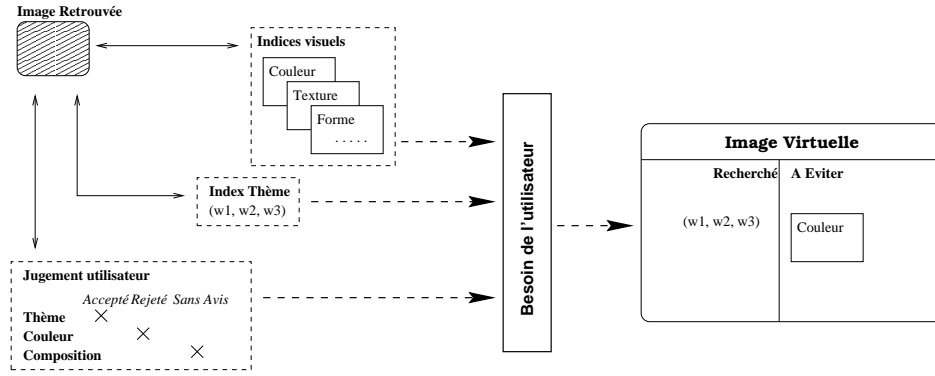 Image Retrouvée
Indices visuels
Couleur
Texture
Forme
.....
Index Thème
(w1, w2, w3)
Jugement utilisateur
Accepté Rejeté Sans Avis
Thème
Couleur
Composition
Besoin de l'utilisateur
Image Virtuelle
Recherché A Eviter
(w1, w2, w3)
Couleur